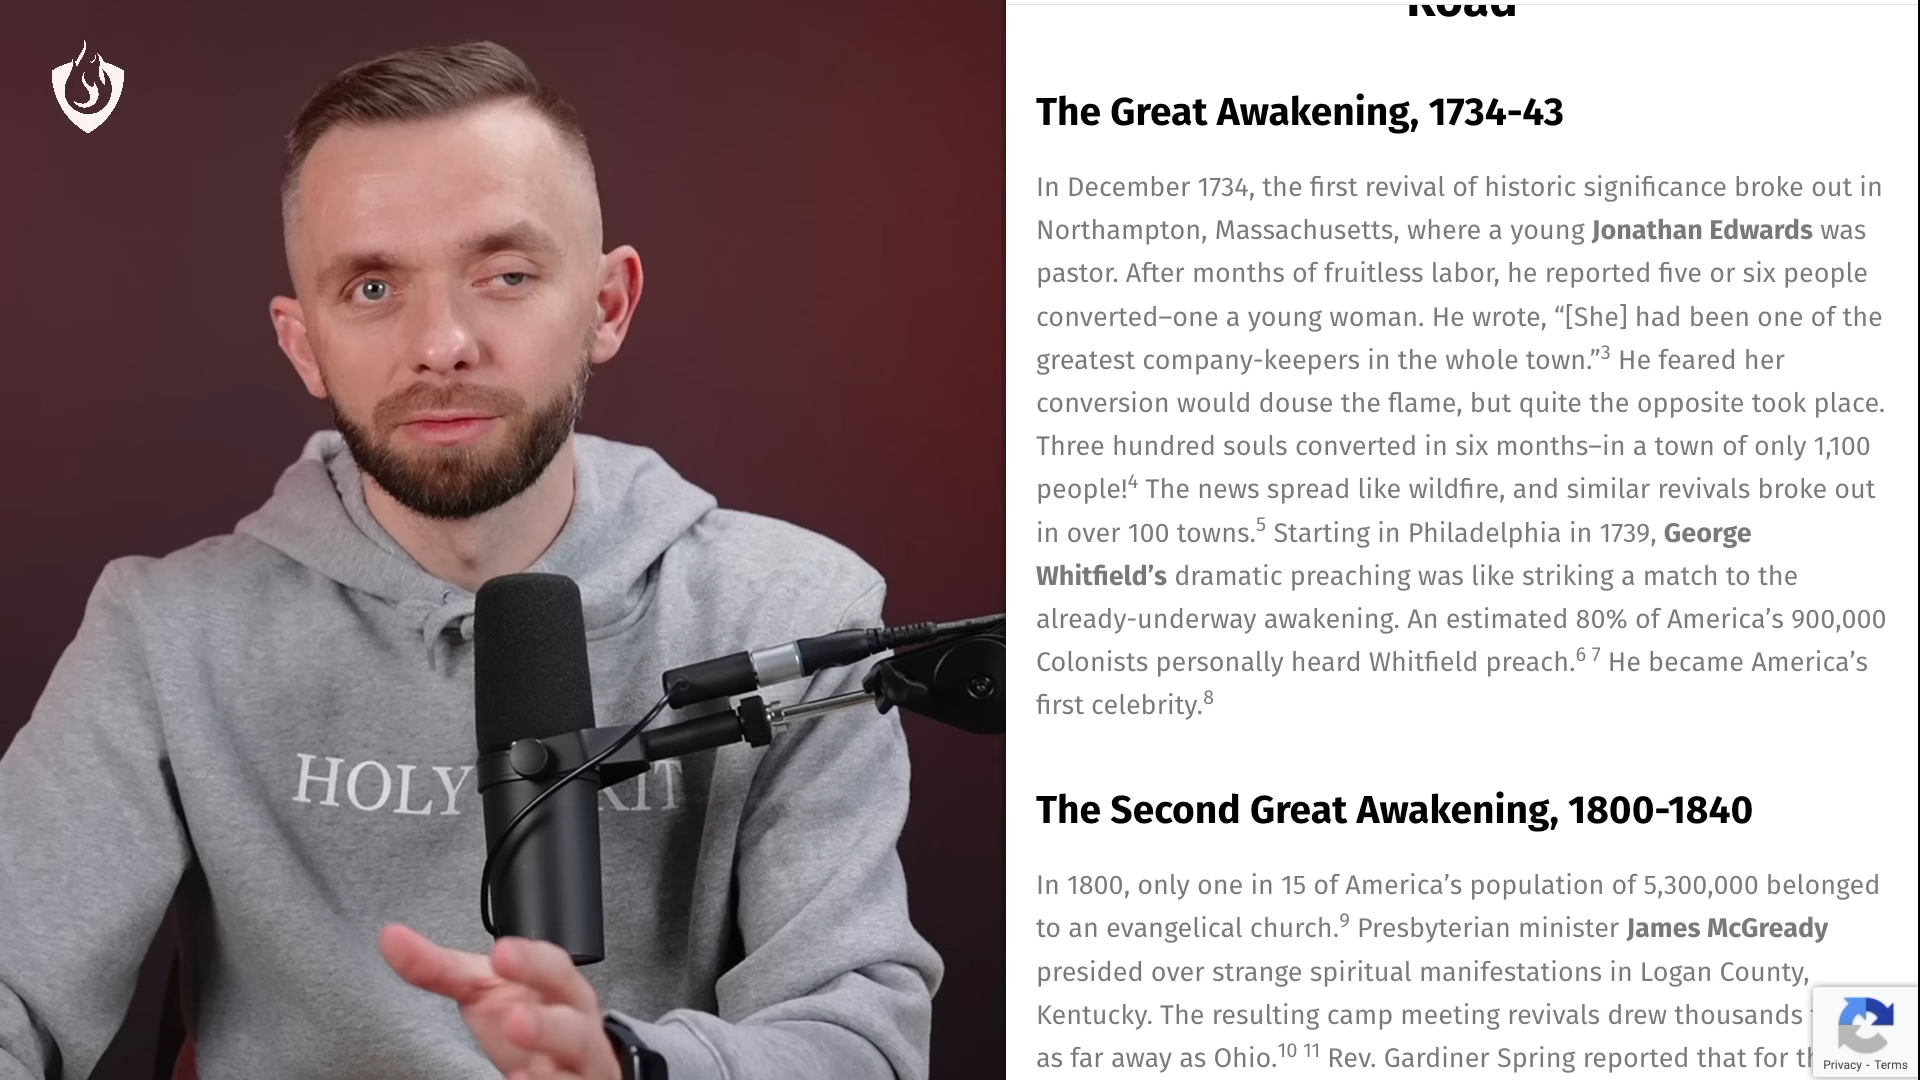 Road
The Great Awakening, 1734-43
In December 1734, the first revival of historic significance broke out in
Northampton, Massachusetts, where a young Jonathan Edwards was
pastor. After months of fruitless labor, he reported five or six people
converted–one a young woman. He wrote, “[She] had been one of the
greatest company-keepers in the whole town.”3 He feared her
conversion would douse the flame, but quite the opposite took place.
Three hundred souls converted in six months–in a town of only 1,100
people!4 The news spread like wildfire, and similar revivals broke out
in over 100 towns.5 Starting in Philadelphia in 1739, George
Whitfield’s dramatic preaching was like striking a match to the
already-underway awakening. An estimated 80% of America’s 900,000
Colonists personally heard Whitfield preach.6 7 He became America’s
first celebrity.8
The Second Great Awakening, 1800-1840
In 1800, only one in 15 of America’s population of 5,300,000 belonged
to an evangelical church.9 Presbyterian minister James McGready
presided over strange spiritual manifestations in Logan County,
Kentucky. The resulting camp meeting revivals drew thousands
as far away as Ohio.10 11 Rev. Gardiner Spring reported that for
Privacy - Terms
HOLY